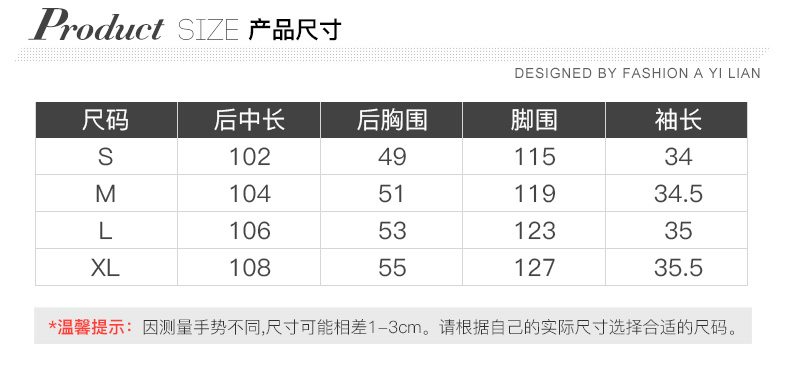 Product SIZE 产品尺寸
DESIGNED BY FASHION A YI LIAN
尺码 后中长 后胸围 脚围 袖长
S 102 49 115 34
M 104 51 119 34.5
L 106 53 123 35
XL 108 55 127 35.5
*温馨提示：因测量手势不同,尺寸可能相差1-3cm。请根据自己的实际尺寸选择合适的尺码。